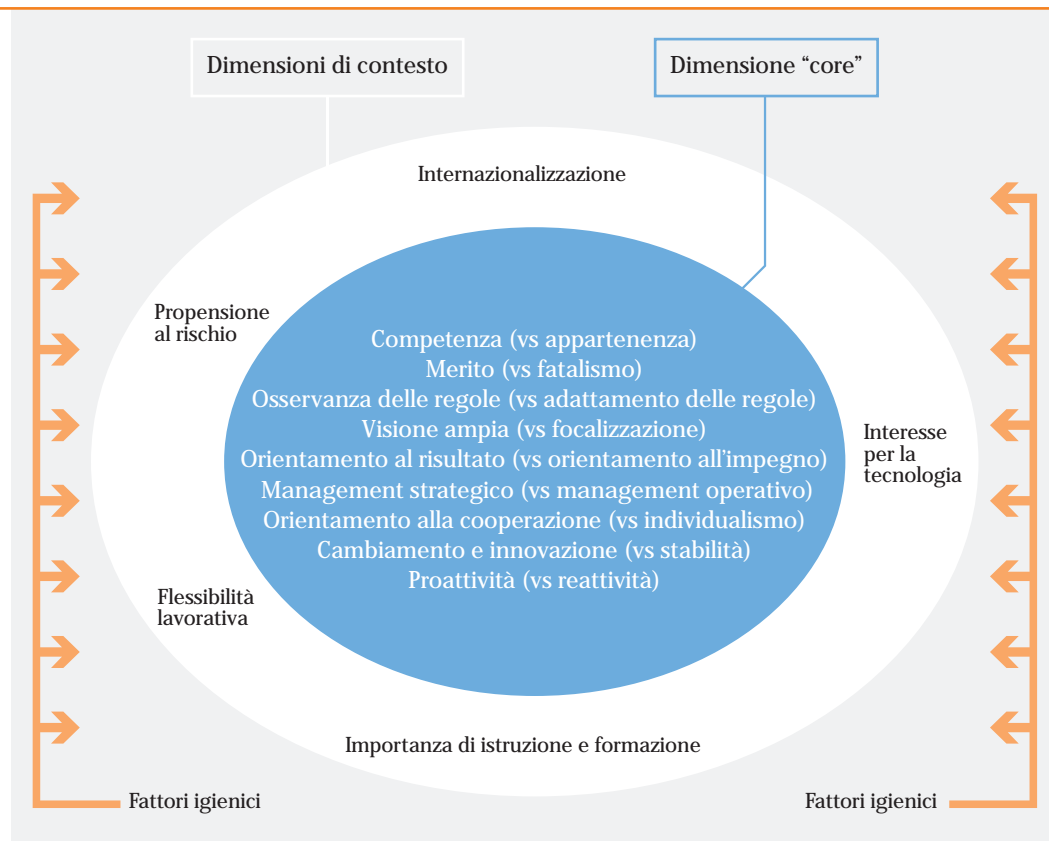 Dimensioni di contesto
Dimensione “core”
Internazionalizzazione
Propensione
al rischio
Competenza (vs appartenenza)
Merito (vs fatalismo)
Osservanza delle regole (vs adattamento delle regole)
Visione ampia (vs focalizzazione)
Orientamento al risultato (vs orientamento all'impegno)
Management strategico (vs management operativo)
Orientamento alla cooperazione (vs individualismo)
Cambiamento e innovazione (vs stabilità)
Proattività (vs reattività)
Interesse
per la
tecnologia
Flessibilità
lavorativa
Importanza di istruzione e formazione
Fattori igienici
Fattori igienici